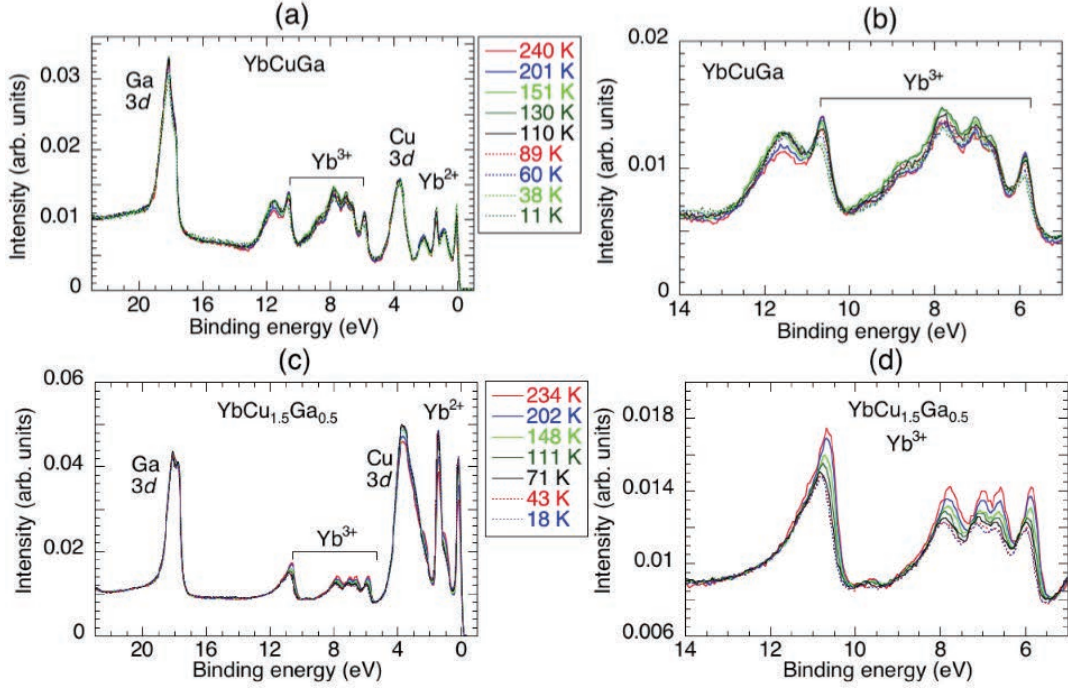 (a)
YbCuGa
Ga
3d
Yb3+
Cu
3d
Yb2+
0.03
0.02
0.01
0
20
16
12
8
4
0
Intensity (arb. units)
Binding energy (eV)
240 K
201 K
151 K
130 K
110 K
89 K
60 K
38 K
11 K
(b)
YbCuGa
Yb3+
0.02
0.01
0
14
12
10
8
6
Intensity (arb. units)
Binding energy (eV)
(c)
YbCu1.5Ga0.5
Ga
3d
Yb3+
Cu
3d
Yb2+
0.06
0.04
0.02
0
20
16
12
8
4
0
Intensity (arb. units)
Binding energy (eV)
234 K
202 K
148 K
111 K
71 K
43 K
18 K
(d)
YbCu1.5Ga0.5
Yb3+
0.018
0.014
0.01
0.006
14
12
10
8
6
Intensity (arb. units)
Binding energy (eV)